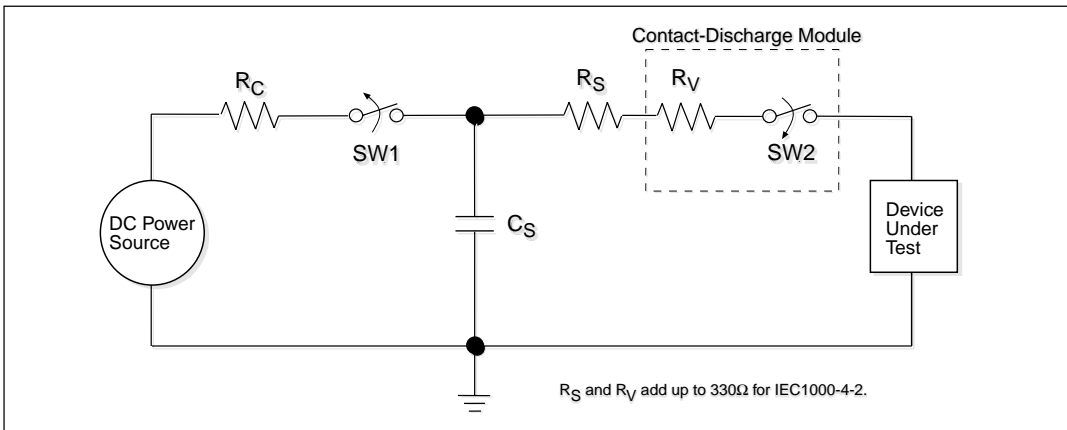 Contact-Discharge Module
RC
RS
RV
SW1
SW2
DC Power
Source
CS
Device
Under
Test
RS and RV add up to 330Ω for IEC1000-4-2.